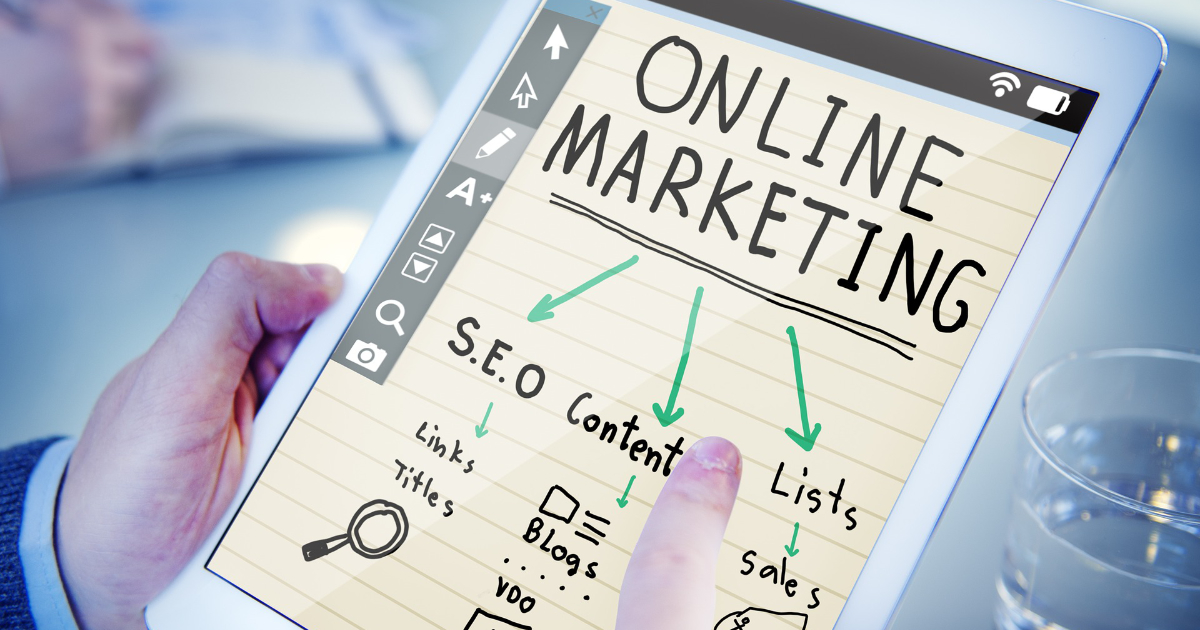 A+
ONLINE
MARKETING
S.E.O
Content
Lists
Links
Titles
Blogs
VDO
Sales